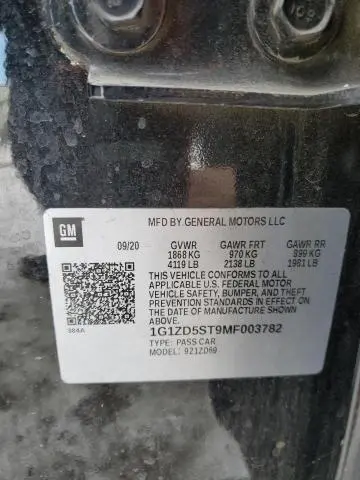 GM
MFD BY GENERAL MOTORS LLC
09/20 GVWR GAWR FRT GAWR RR
1868 KG 970 KG 899 KG
4119 LB 2138 LB 1981 LB
THIS VEHICLE CONFORMS TO ALL
APPLICABLE U.S. FEDERAL MOTOR
VEHICLE SAFETY, BUMPER, AND THEFT
PREVENTION STANDARDS IN EFFECT ON
THE DATE OF MANUFACTURE SHOWN ABOVE.
384A
1G1ZD5ST9MF003782
TYPE: PASS CAR
MODEL: 921ZD69